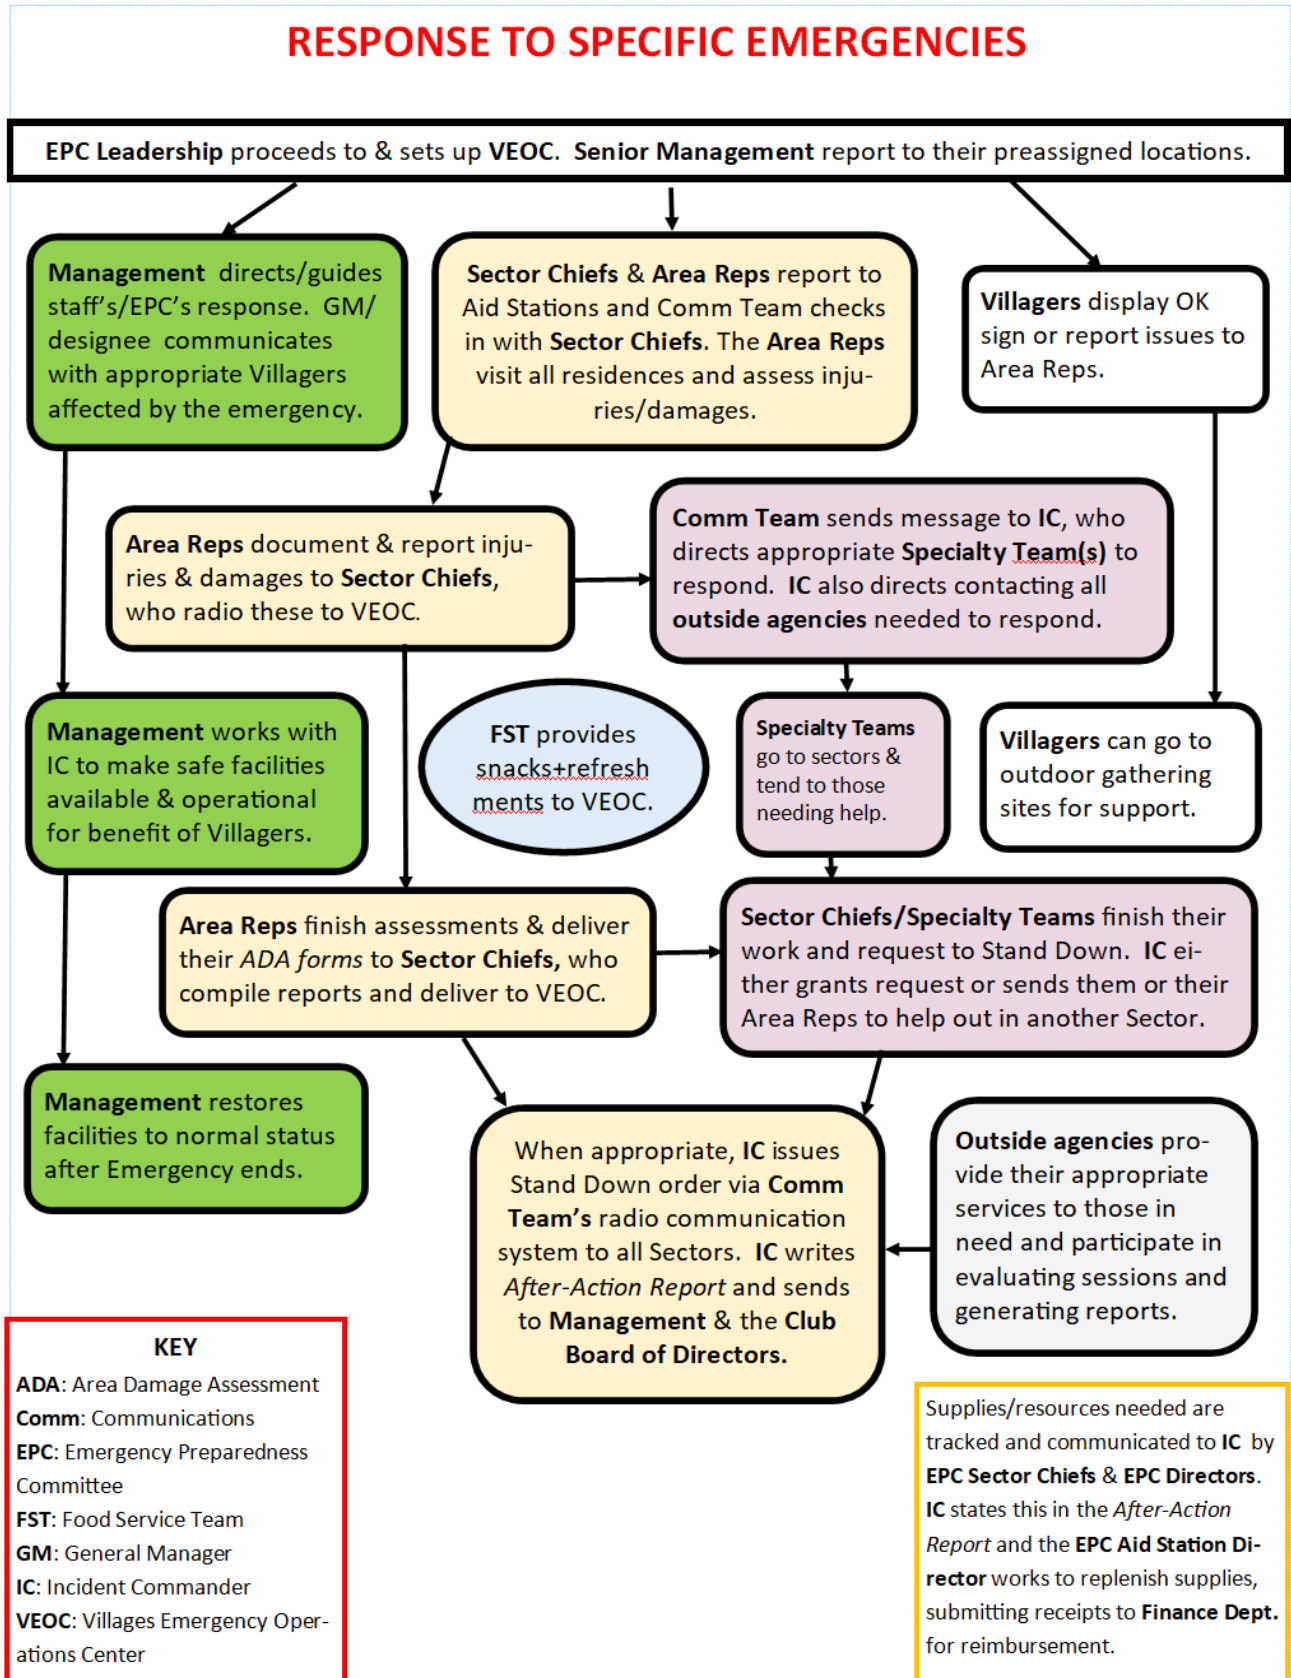 RESPONSE TO SPECIFIC EMERGENCIES
EPC Leadership proceeds to & sets up VEOC.  Senior Management report to their preassigned locations.
Management  directs/guides
staff's/EPC's response.  GM/
designee  communicates
with appropriate Villagers
affected by the emergency.
Sector Chiefs & Area Reps report to
Aid Stations and Comm Team checks
in with Sector Chiefs. The Area Reps
visit all residences and assess inju-
ries/damages.
Villagers display OK
sign or report issues to
Area Reps.
Area Reps document & report inju-
ries & damages to Sector Chiefs,
who radio these to VEOC.
Comm Team sends message to IC, who
directs appropriate Specialty Team(s) to
respond.  IC also directs contacting all
outside agencies needed to respond.
Management works with
IC to make safe facilities
available & operational
for benefit of Villagers.
FST provides
snacks+refresh
ments to VEOC.
Specialty Teams
go to sectors &
tend to those
needing help.
Villagers can go to
outdoor gathering
sites for support.
Area Reps finish assessments & deliver
their ADA forms to Sector Chiefs, who
compile reports and deliver to VEOC.
Sector Chiefs/Specialty Teams finish their
work and request to Stand Down.  IC ei-
ther grants request or sends them or their
Area Reps to help out in another Sector.
Management restores
facilities to normal status
after Emergency ends.
When appropriate, IC issues
Stand Down order via Comm
Team's radio communication
system to all Sectors.  IC writes
After-Action Report and sends
to Management & the Club
Board of Directors.
Outside agencies pro-
vide their appropriate
services to those in
need and participate in
evaluating sessions and
generating reports.
KEY
ADA: Area Damage Assessment
Comm: Communications
EPC: Emergency Preparedness
Committee
FST: Food Service Team
GM: General Manager
IC: Incident Commander
VEOC: Villages Emergency Oper-
ations Center
Supplies/resources needed are
tracked and communicated to IC  by
EPC Sector Chiefs & EPC Directors.
IC states this in the After-Action
Report and the EPC Aid Station Di-
rector works to replenish supplies,
submitting receipts to Finance Dept.
for reimbursement.